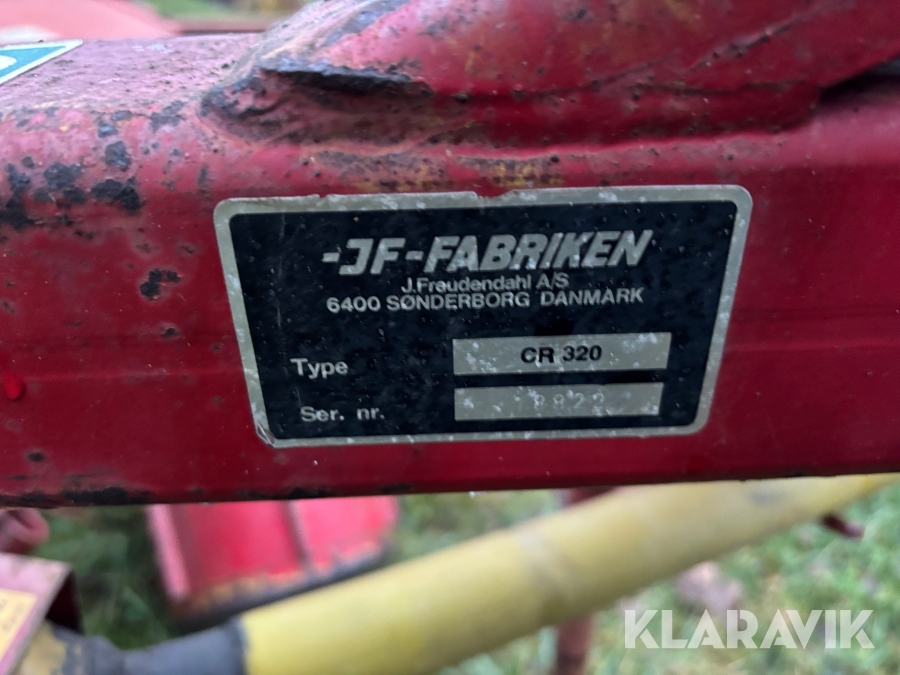 -JF-FABRIKEN
J.Freudendahl A/S
6400 SØNDERBORG DANMARK
Type CR 320
Ser. nr.
KLARAVIK